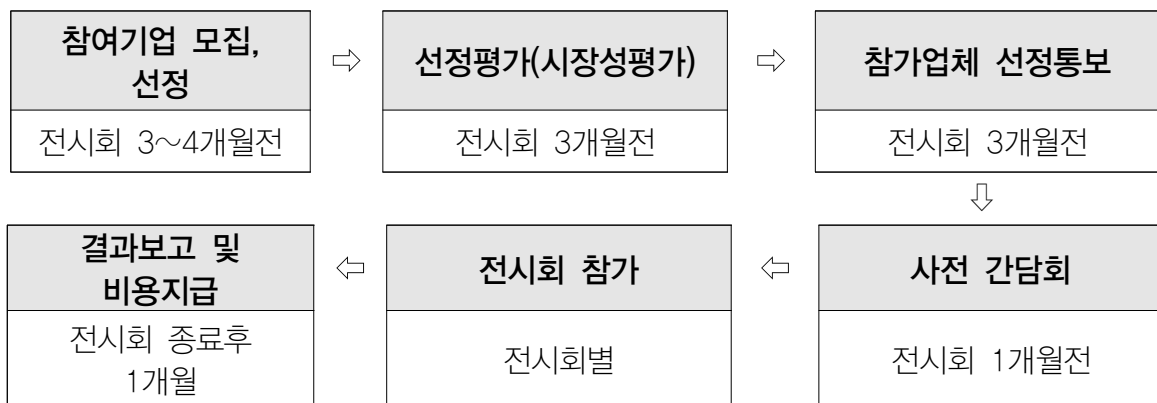 참여기업 모집,
선정
⇨
선정평가(시장성평가)
⇨
참가업체 선정통보
전시회 3~4개월전
전시회 3개월전
전시회 3개월전
⇩
결과보고 및
비용지급
⇦
전시회 참가
⇦
사전 간담회
전시회 종료후
1개월
전시회별
전시회 1개월전